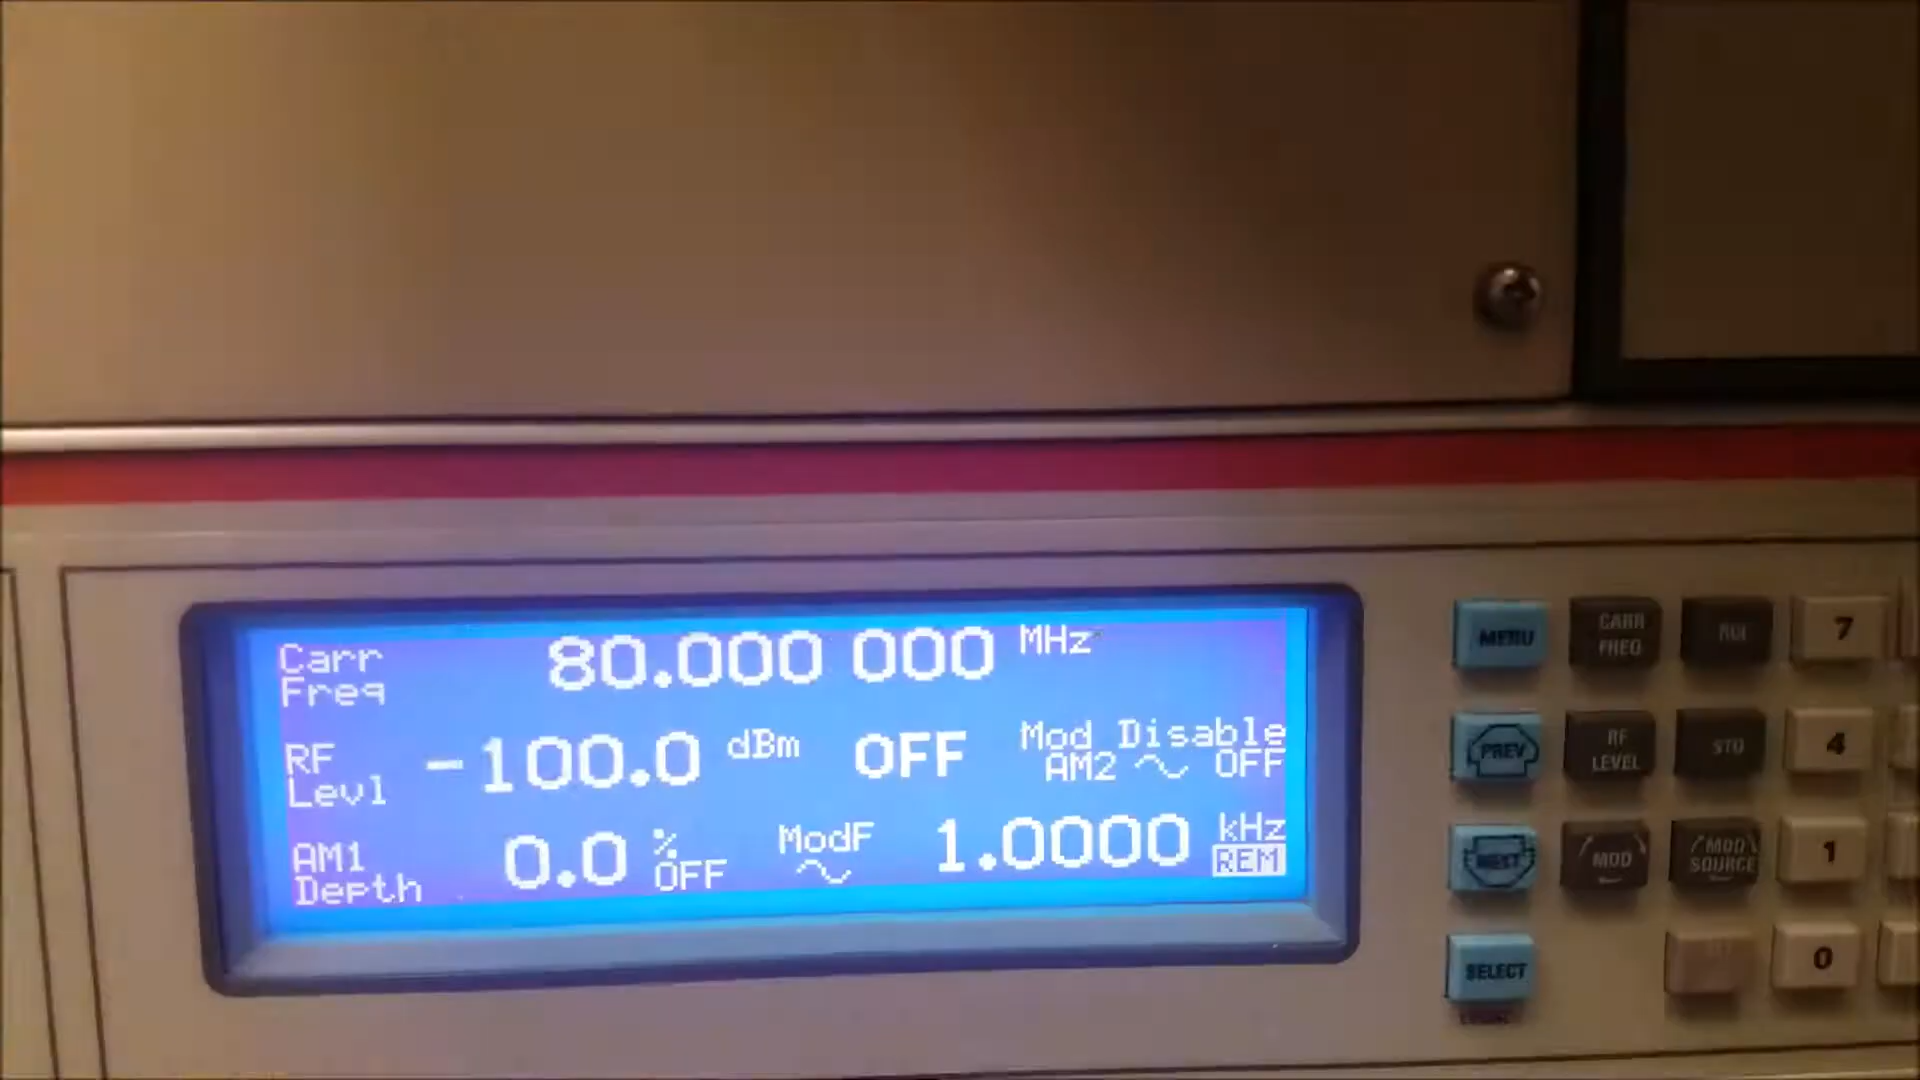 Carr Freq 80.000 000 MHz
RF Levl -100.0 dBm OFF Mod Disable
AM2 OFF
AM1 Depth 0.0 % OFF ModF 1.0000 kHz
REM
MENU CARR FREQ 7
PREV RF LEVEL STO 4
NEXT MOD MOD SOURCE 1
SELECT 0